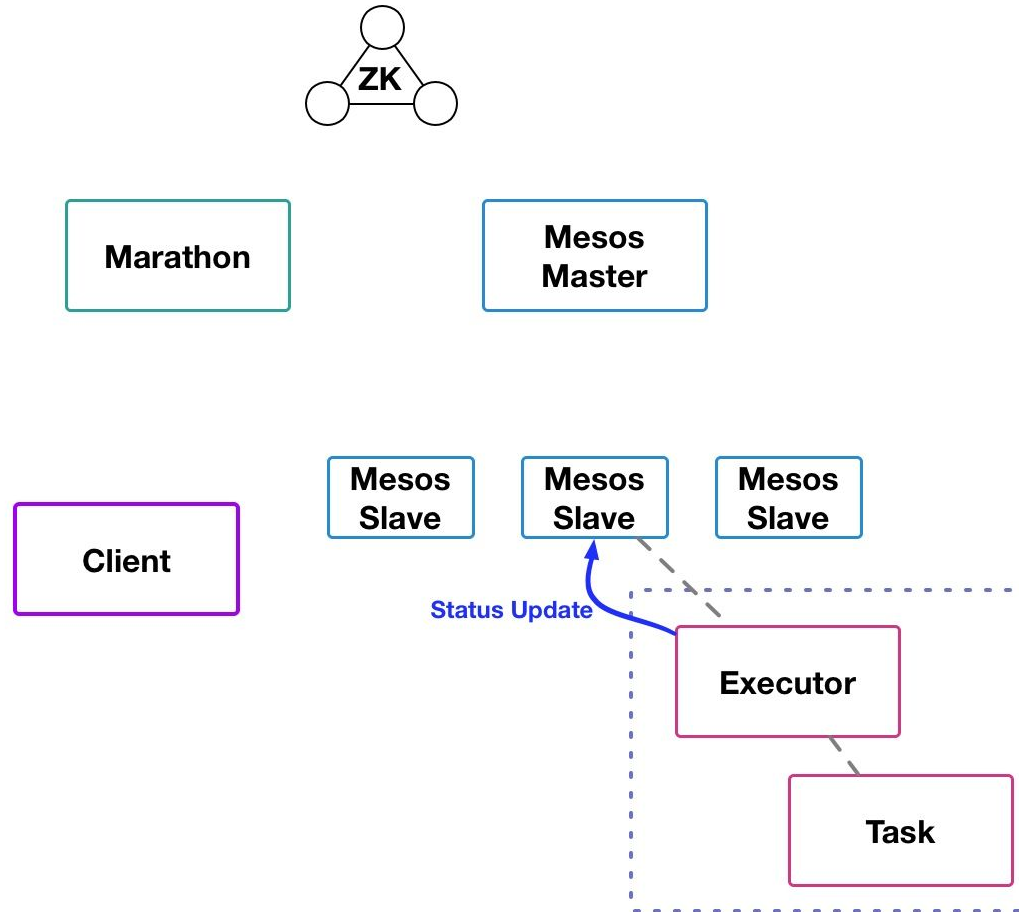 ZK
Marathon
Mesos
Master
Mesos
Slave
Mesos
Slave
Mesos
Slave
Client
Status Update
Executor
Task